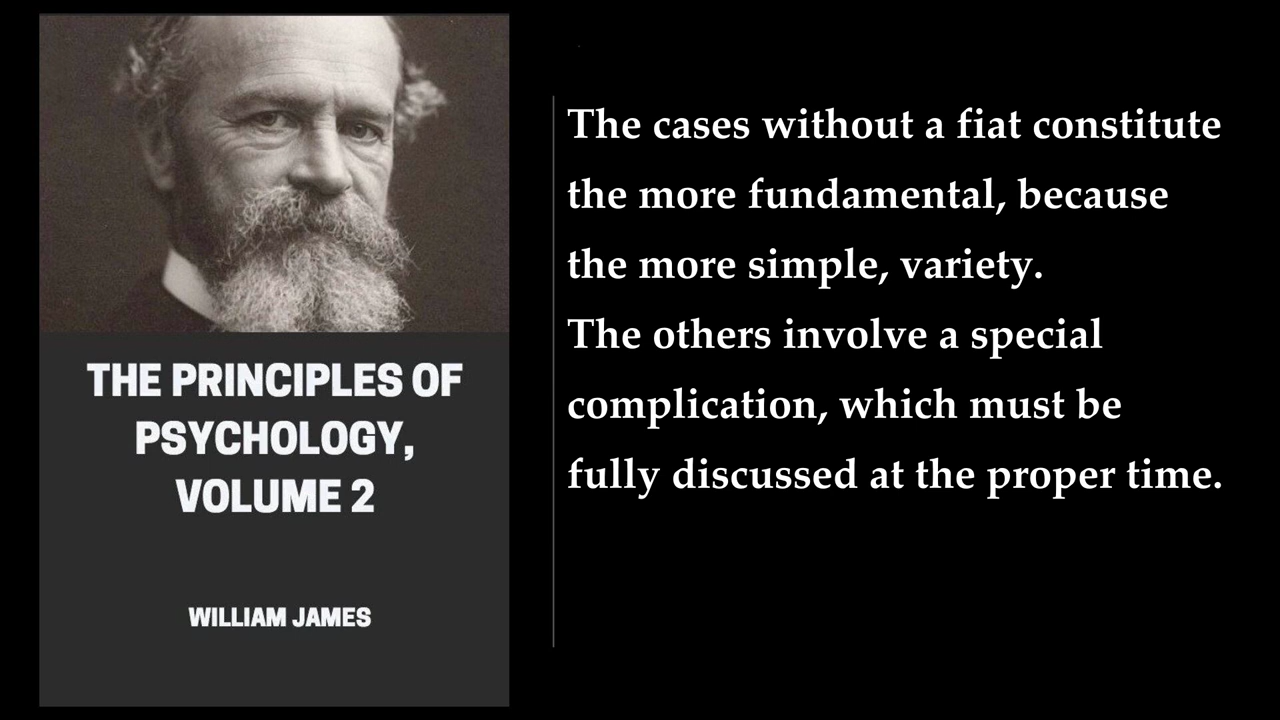 THE PRINCIPLES OF
PSYCHOLOGY,
VOLUME 2
WILLIAM JAMES
The cases without a fiat constitute
the more fundamental, because
the more simple, variety.
The others involve a special
complication, which must be
fully discussed at the proper time.